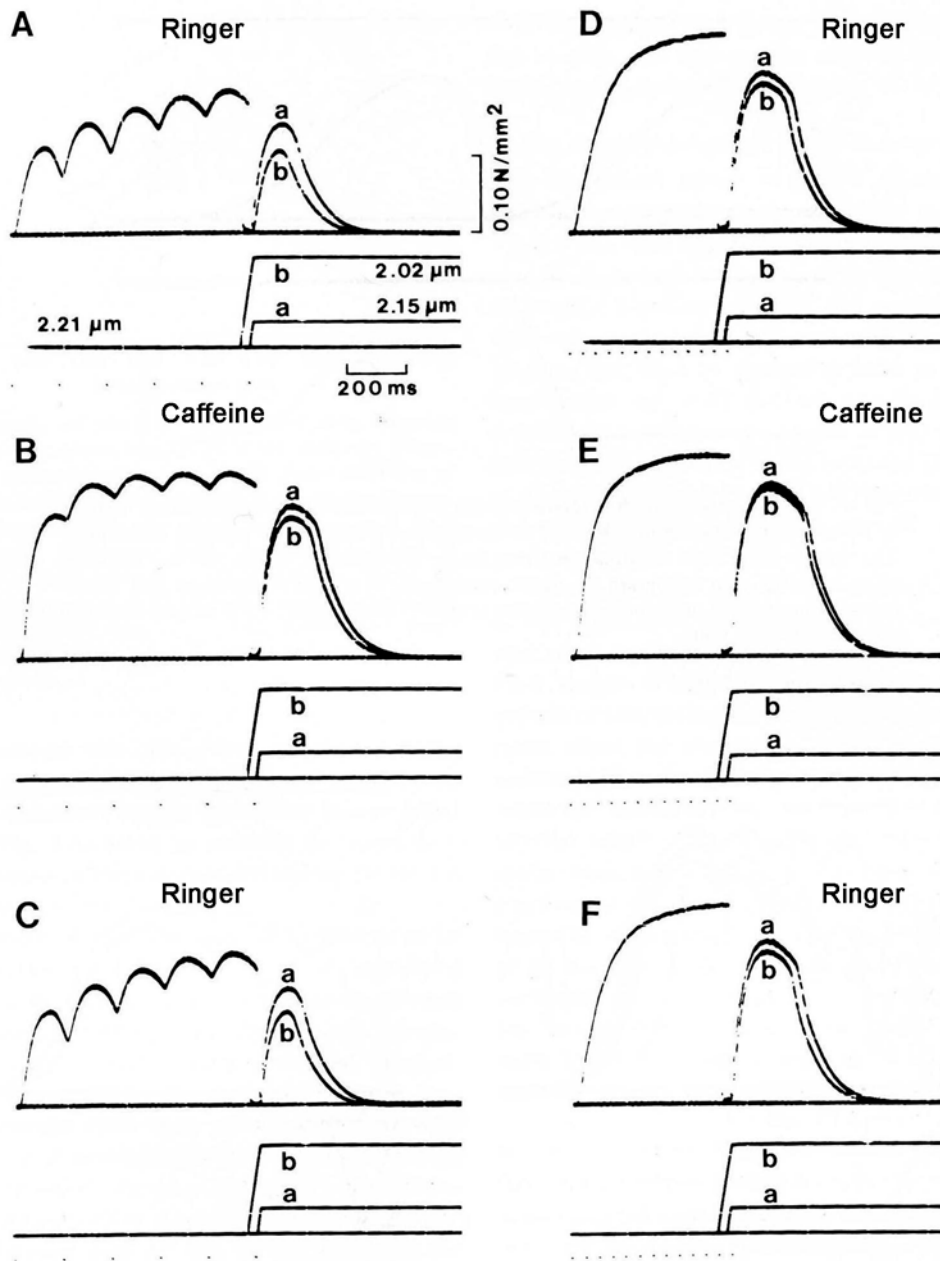 A Ringer
a
b
0.10 N/mm2
b 2.02 µm
a 2.15 µm
2.21 µm
200 ms
D Ringer
a
b
b
a
Caffeine
B
a
b
b
a
Caffeine
E
a
b
b
a
Ringer
C
a
b
b
a
F Ringer
a
b
b
a